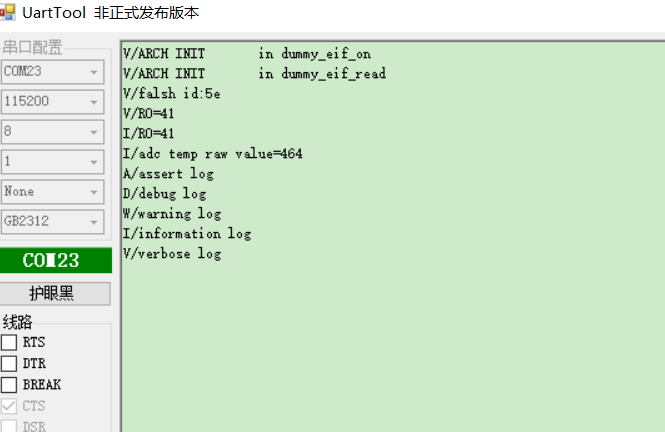 UartTool 非正式发布版本
串口配置
COM23
115200
8
1
None
GB2312
COM23
护眼黑
线路
RTS
DTR
BREAK
CTS
DSR
V/ARCH INIT in dummy_eif_on
V/ARCH INIT in dummy_eif_read
V/falsh id:5e
V/RO=41
I/RO=41
I/adc temp raw value=464
A/assert log
D/debug log
W/warning log
I/information log
V/verbose log